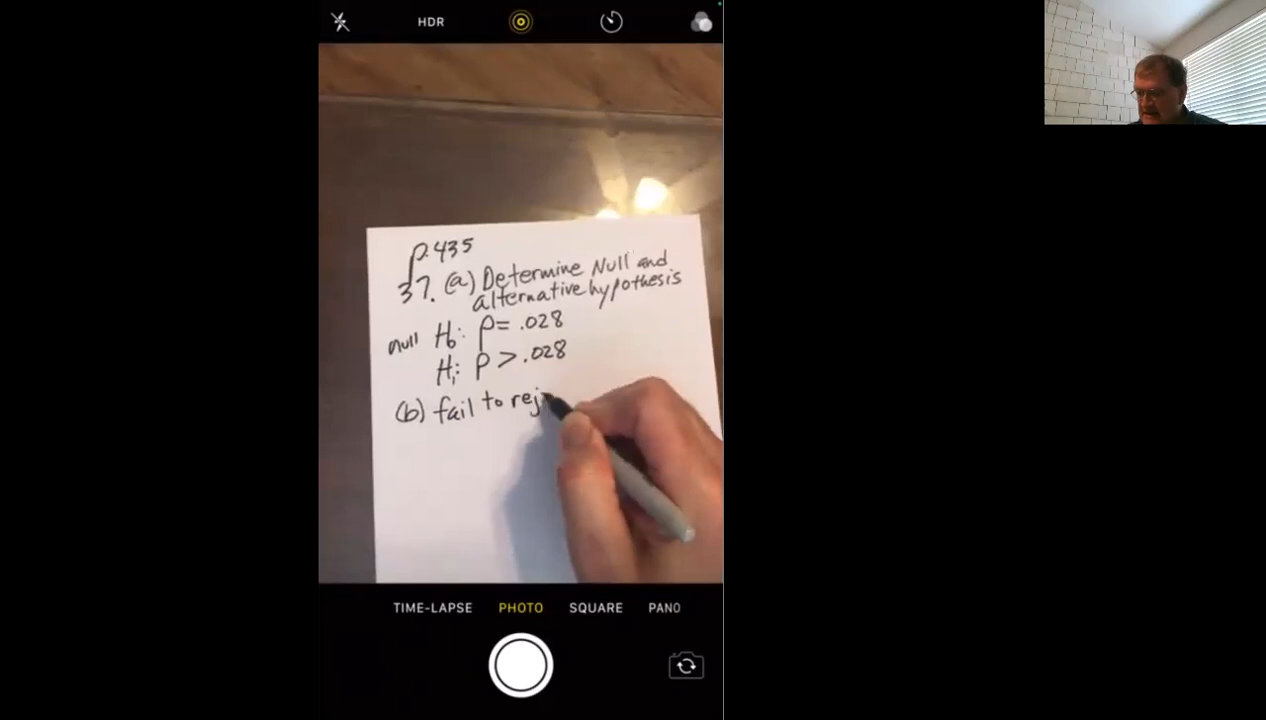 HDR
p.435
37. (a) Determine Null and
alternative hypothesis
null H₀: p = .028
H₁: p > .028
(b) fail to rej
TIME-LAPSE PHOTO SQUARE PANO